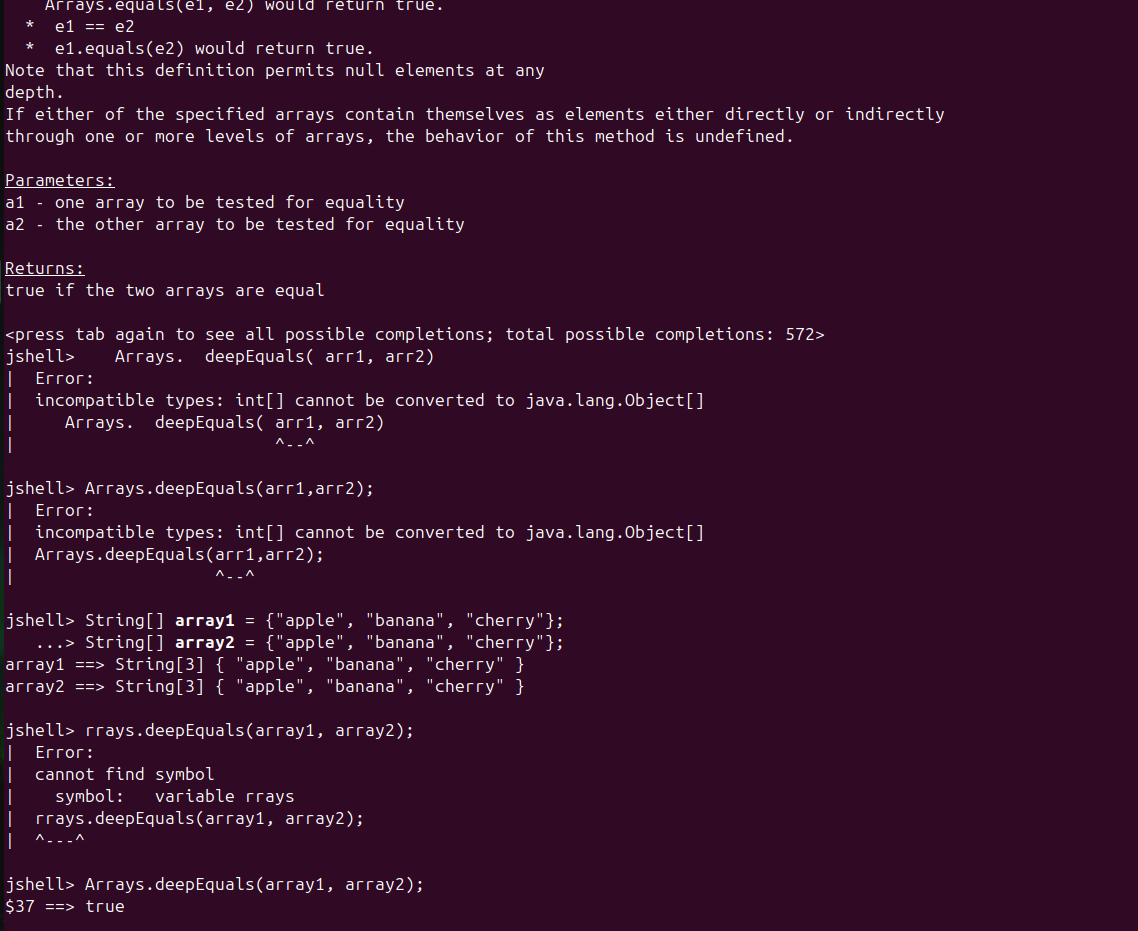 Arrays.equals(e1, e2) would return true.
  *  e1 == e2
  *  e1.equals(e2) would return true.
Note that this definition permits null elements at any
depth.
If either of the specified arrays contain themselves as elements either directly or indirectly
through one or more levels of arrays, the behavior of this method is undefined.

Parameters:
a1 - one array to be tested for equality
a2 - the other array to be tested for equality

Returns:
true if the two arrays are equal

<press tab again to see all possible completions; total possible completions: 572>
jshell>    Arrays.  deepEquals( arr1, arr2)
|  Error:
|  incompatible types: int[] cannot be converted to java.lang.Object[]
|     Arrays.  deepEquals( arr1, arr2)
|                          ^--^

jshell> Arrays.deepEquals(arr1,arr2);
|  Error:
|  incompatible types: int[] cannot be converted to java.lang.Object[]
|  Arrays.deepEquals(arr1,arr2);
|                    ^--^

jshell> String[] array1 = {"apple", "banana", "cherry"};
   ...> String[] array2 = {"apple", "banana", "cherry"};
array1 ==> String[3] { "apple", "banana", "cherry" }
array2 ==> String[3] { "apple", "banana", "cherry" }

jshell> rrays.deepEquals(array1, array2);
|  Error:
|  cannot find symbol
|    symbol:   variable rrays
|  rrays.deepEquals(array1, array2);
|  ^---^

jshell> Arrays.deepEquals(array1, array2);
$37 ==> true